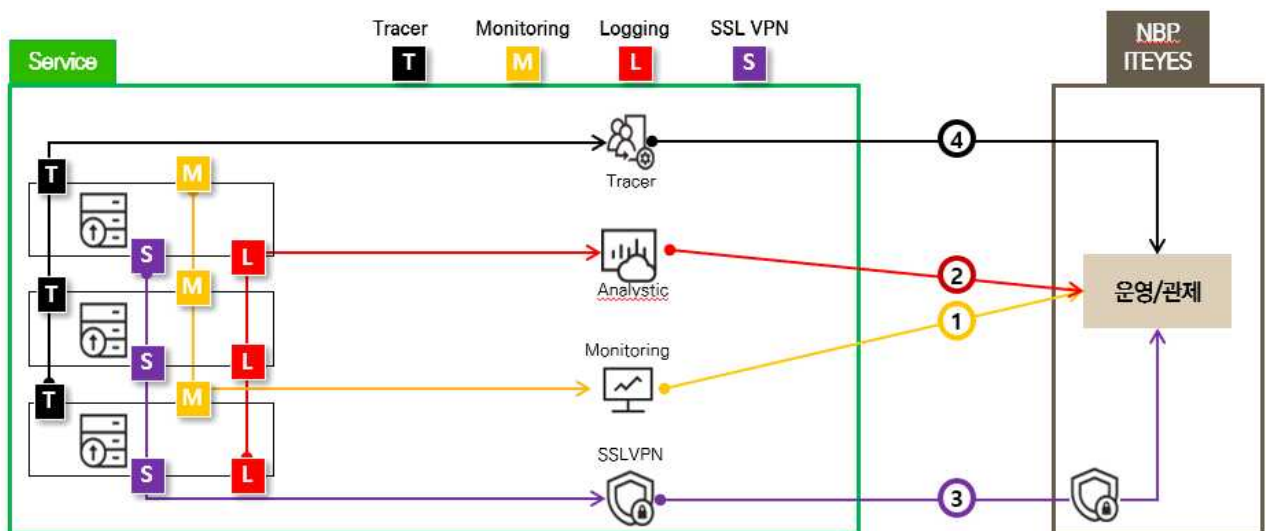 Tracer
Monitoring
Logging
SSL VPN
T
M
L
S
Service
NBP
ITEYES
4
T
M
Tracer
S
L
2
Analystic
운영/관제
T
M
1
S
L
Monitoring
T
M
SSLVPN
S
L
3